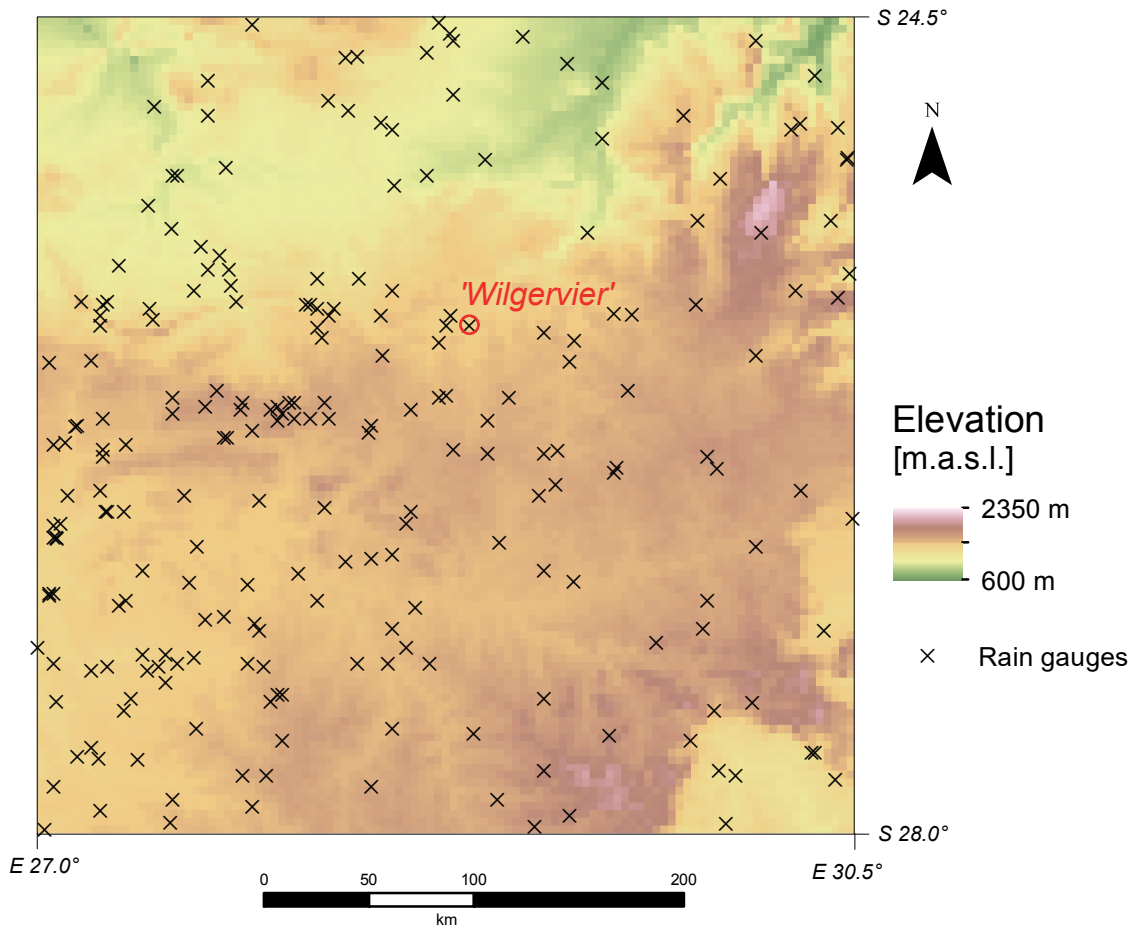 S 24.5°
N
'Wilgervier'
Elevation
[m.a.s.l.]
2350 m
600 m
Rain gauges
S 28.0°
E 27.0°
E 30.5°
0 50 100 200
km